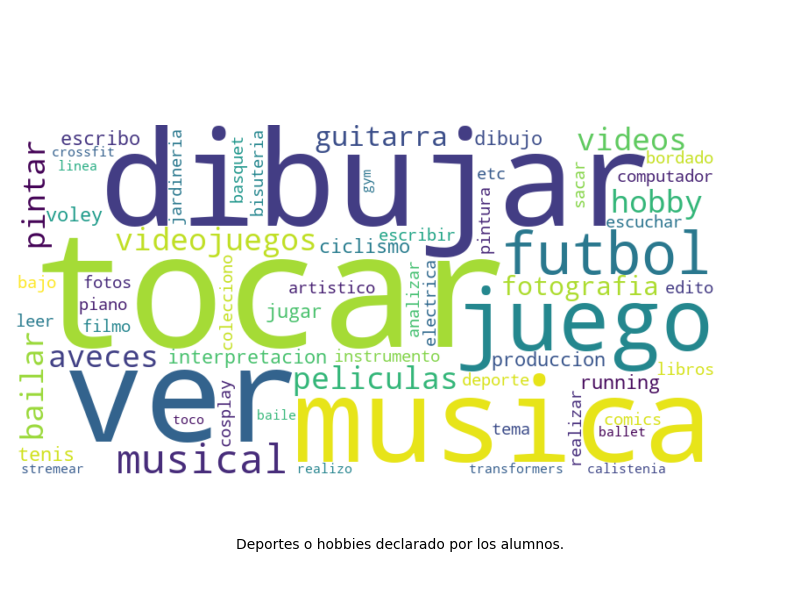 dibujar
escribo
crossfit
linea
jardineria
basquet
bisuteria
guitarra
gym
dibujo
etc
videos
bordado
computador
sacar
pintar
voley
hobby
escuchar
pintura
videojuegos
ciclismo
escribir
futbol
tocar
bajo
fotos
piano
leer
filmo
colecciono
artistico
jugar
analizar
electrica
fotografia
edito
juego
aveces
interpretacion
instrumento
produccion
libros
bailar
ver
toco
cosplay
baile
peliculas
deporte
running
musica
tema
realizar
comics
ballet
tenis
stremear
musical
realizo
transformers
calistenia
Deportes o hobbies declarado por los alumnos.